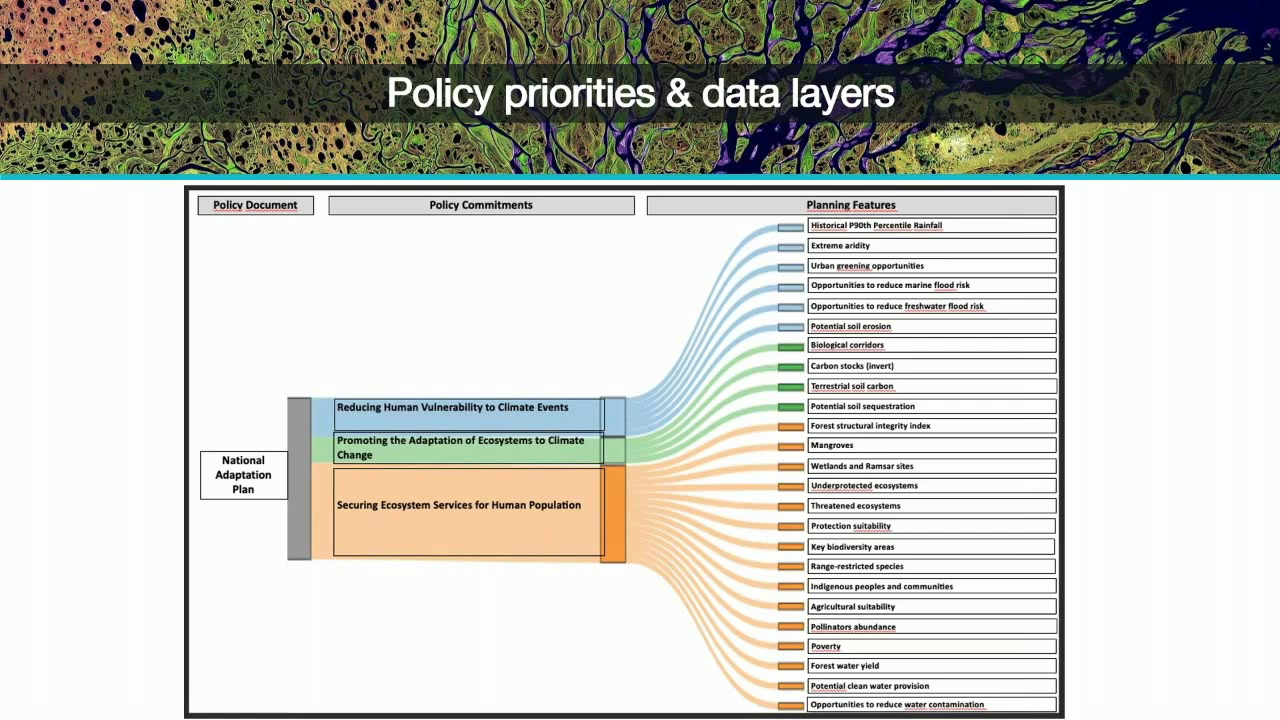 Policy priorities & data layers
Policy Document
Policy Commitments
Planning Features
Historical P90th Percentile Rainfall
Extreme aridity
Urban greening opportunities
Opportunities to reduce marine flood risk
Opportunities to reduce freshwater flood risk
Potential soil erosion
Biological corridors
Carbon stocks (invert)
Terrestrial soil carbon
Potential soil sequestration
Forest structural integrity index
Mangroves
Wetlands and Ramsar sites
Underprotected ecosystems
Threatened ecosystems
Protection suitability
Key biodiversity areas
Range-restricted species
Indigenous peoples and communities
Agricultural suitability
Pollinators abundance
Poverty
Forest water yield
Potential clean water provision
Opportunities to reduce water contamination
Reducing Human Vulnerability to Climate Events
Promoting the Adaptation of Ecosystems to Climate
Change
Securing Ecosystem Services for Human Population
National
Adaptation
Plan